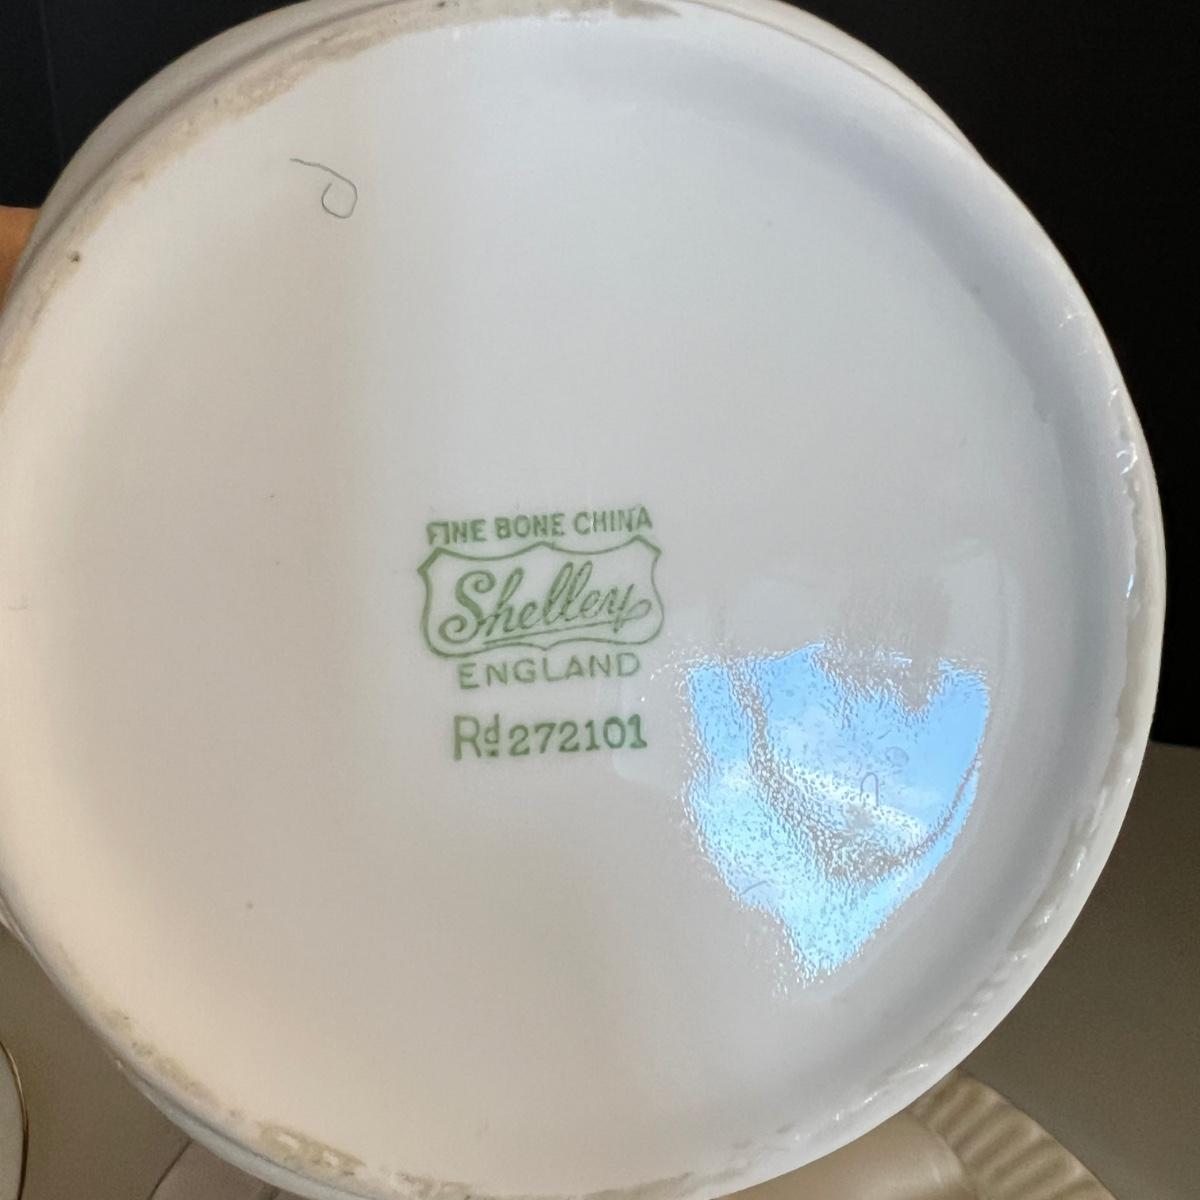 FINE BONE CHINA
Shelley
ENGLAND
Rd 272101